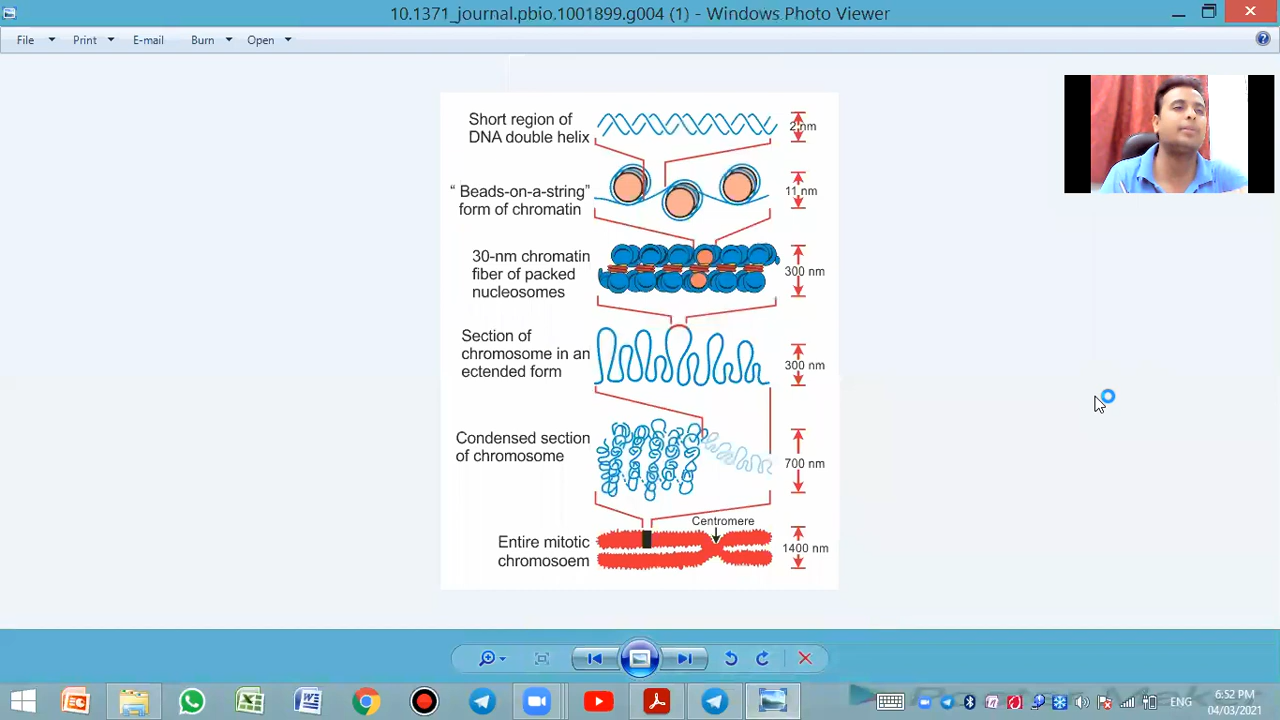 10.1371_journal.pbio.1001899.g004 (1) - Windows Photo Viewer
File Print E-mail Burn Open
Short region of
DNA double helix
2 nm
“ Beads-on-a-string”
form of chromatin
11 nm
30-nm chromatin
fiber of packed
nucleosomes
300 nm
Section of
chromosome in an
ectended form
300 nm
Condensed section
of chromosome
700 nm
Centromere
Entire mitotic
chromosoem
1400 nm
ENG
6:52 PM
04/03/2021